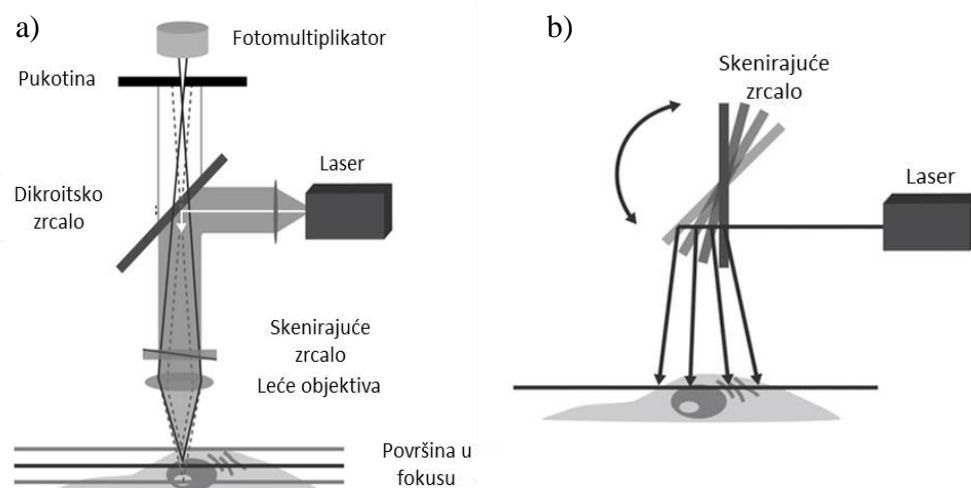 a)
Fotomultiplikator
Pukotina
Laser
Dikroitsko
zrcalo
Skenirajuće
zrcalo
Leće objektiva
Površina u
fokusu
b)
Skenirajuće
zrcalo
Laser